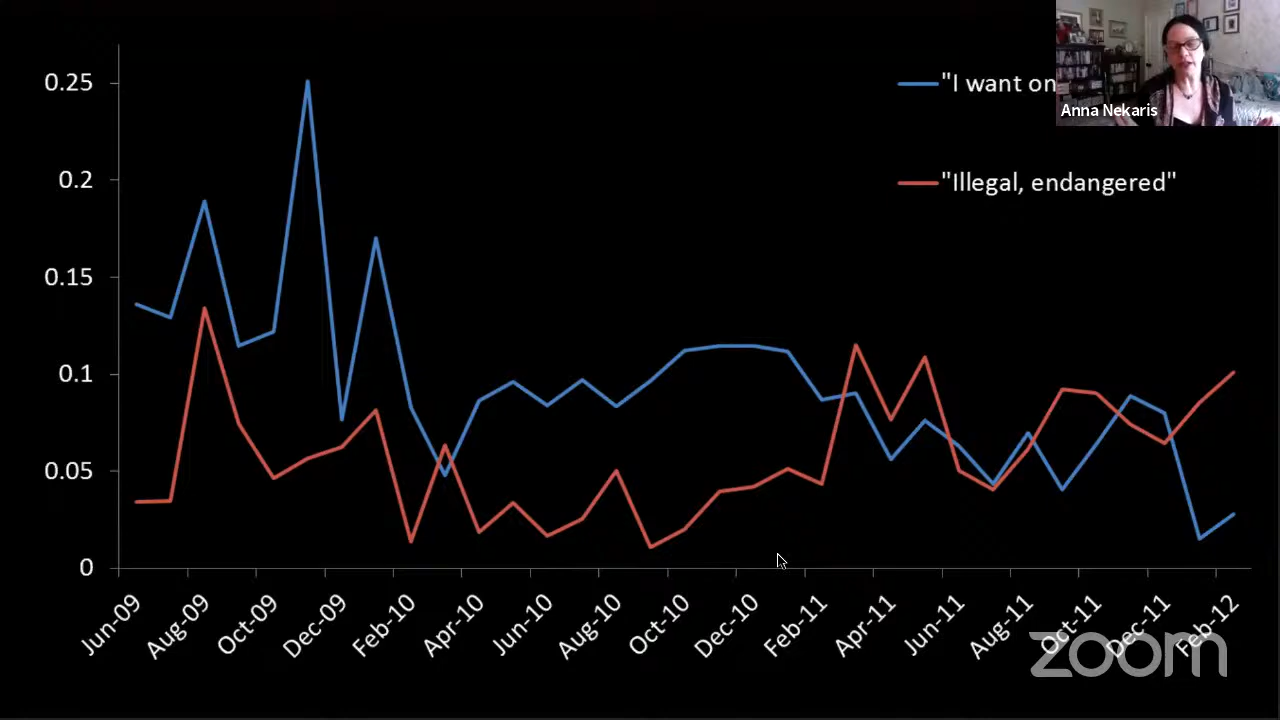 0.25
0.2
0.15
0.1
0.05
0
Jun-09
Aug-09
Oct-09
Dec-09
Feb-10
Apr-10
Jun-10
Aug-10
Oct-10
Dec-10
Feb-11
Apr-11
Jun-11
Aug-11
Oct-11
Dec-11
Feb-12
"I want on
"Illegal, endangered"
Anna Nekaris
zoom